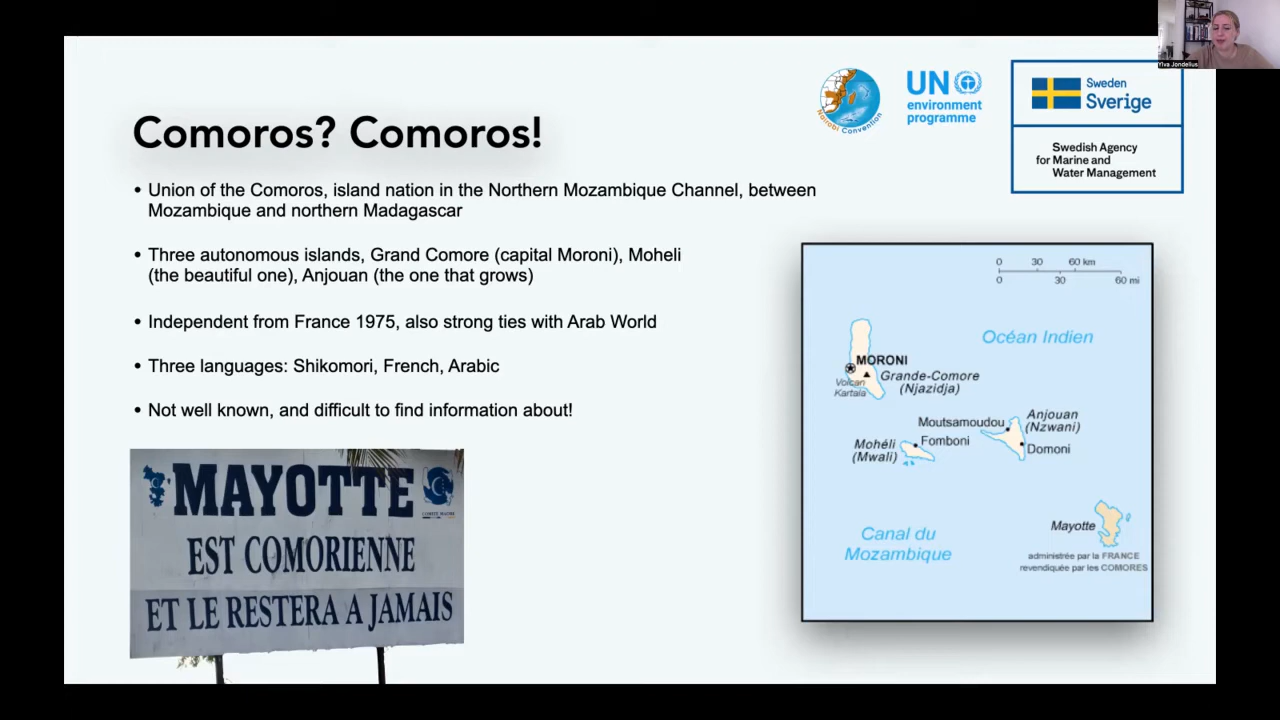 Ylva Jondelius
Nairobi Convention
UN
environment
programme
Sweden
Sverige
Swedish Agency
for Marine and
Water Management
Comoros? Comoros!
• Union of the Comoros, island nation in the Northern Mozambique Channel, between
Mozambique and northern Madagascar
• Three autonomous islands, Grand Comore (capital Moroni), Moheli
(the beautiful one), Anjouan (the one that grows)
• Independent from France 1975, also strong ties with Arab World
• Three languages: Shikomori, French, Arabic
• Not well known, and difficult to find information about!
MAYOTTE
EST COMORIENNE
ET LE RESTERA A JAMAIS
0 30 60 km
0 30 60 mi
Océan Indien
MORONI
Volcan
Kartala
Grande-Comore
(Njazidja)
Moutsamoudou
Anjouan
(Nzwani)
Mohéli
(Mwali)
Fomboni
Domoni
Canal du
Mozambique
Mayotte
administrée par la FRANCE
revendiquée par les COMORES